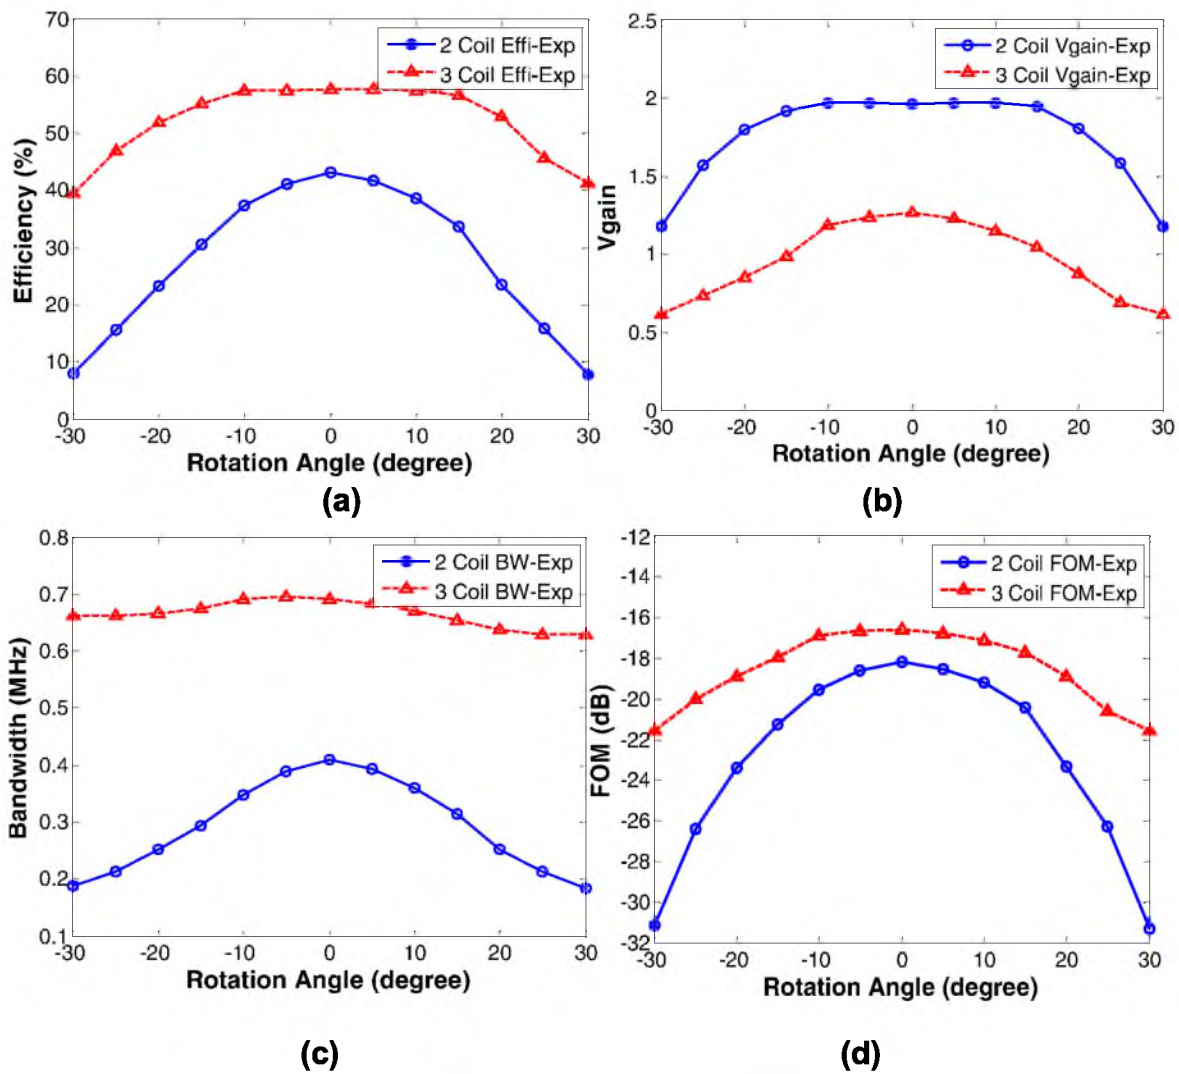 70
60
50
40
30
20
10
0
Efficiency (%)
2 Coil Effi-Exp
3 Coil Effi-Exp
-30 -20 -10 0 10 20 30
Rotation Angle (degree)
(a)
2.5
2
1.5
1
0.5
0
Vgain
2 Coil Vgain-Exp
3 Coil Vgain-Exp
-30 -20 -10 0 10 20 30
Rotation Angle (degree)
(b)
0.8
0.7
0.6
0.5
0.4
0.3
0.2
0.1
Bandwidth (MHz)
2 Coil BW-Exp
3 Coil BW-Exp
-30 -20 -10 0 10 20 30
Rotation Angle (degree)
(c)
-12
-14
-16
-18
-20
-22
-24
-26
-28
-30
-32
FOM (dB)
2 Coil FOM-Exp
3 Coil FOM-Exp
-30 -20 -10 0 10 20 30
Rotation Angle (degree)
(d)